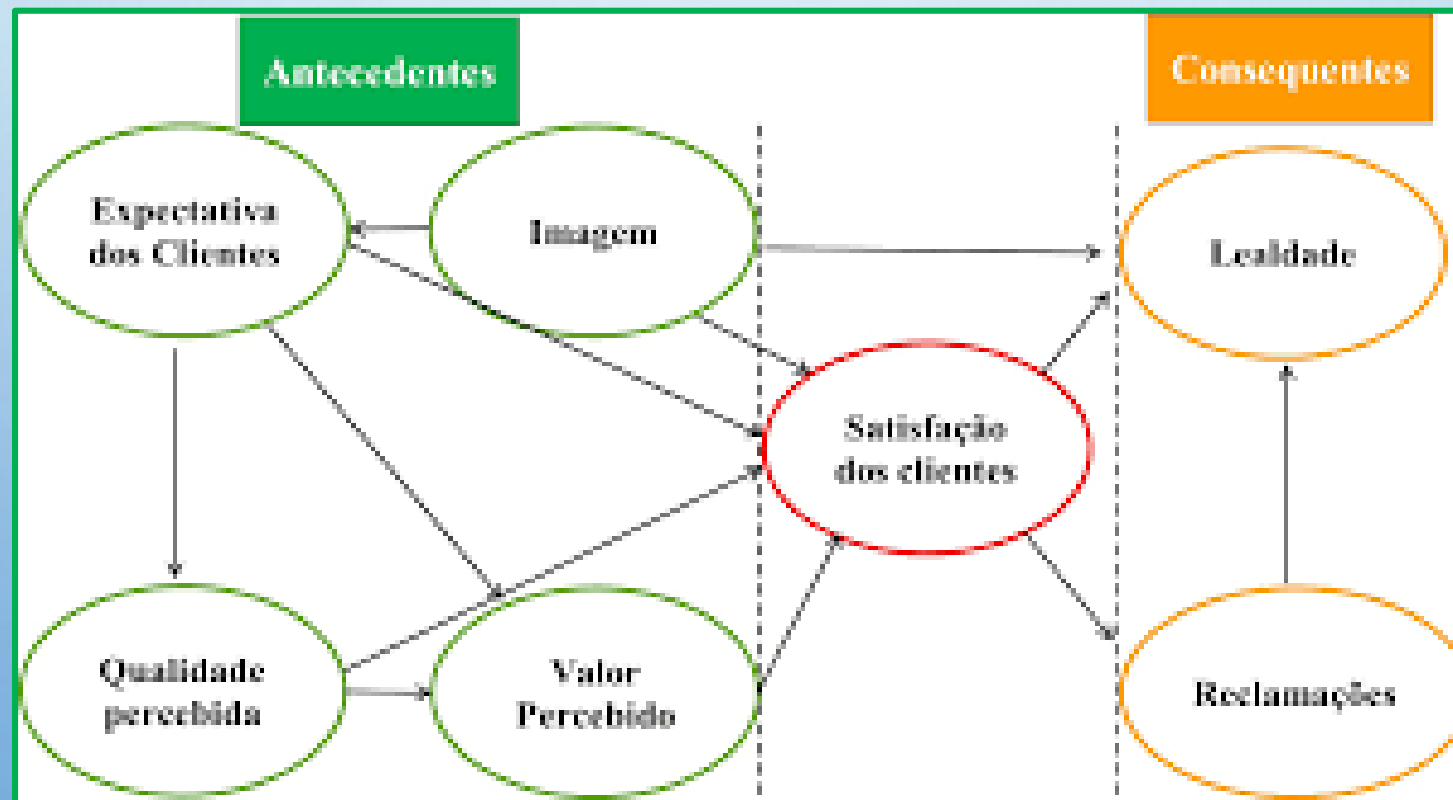 Antecedentes
Consequentes
Expectativa
dos Clientes
Imagem
Lealdade
Satisfação
dos clientes
Qualidade
percebida
Valor
Percebido
Reclamações